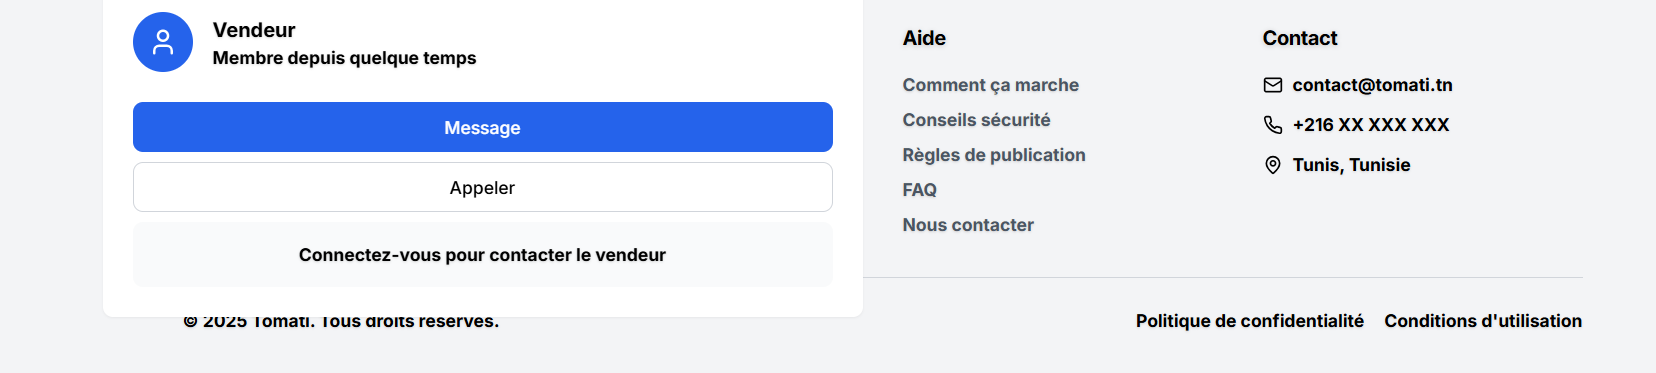 Vendeur
Membre depuis quelque temps
Message
Appeler
Connectez-vous pour contacter le vendeur
Aide
Comment ça marche
Conseils sécurité
Règles de publication
FAQ
Nous contacter
Contact
contact@tomati.tn
+216 XX XXX XXX
Tunis, Tunisie
© 2025 Tomati. Tous droits réservés.
Politique de confidentialité
Conditions d'utilisation